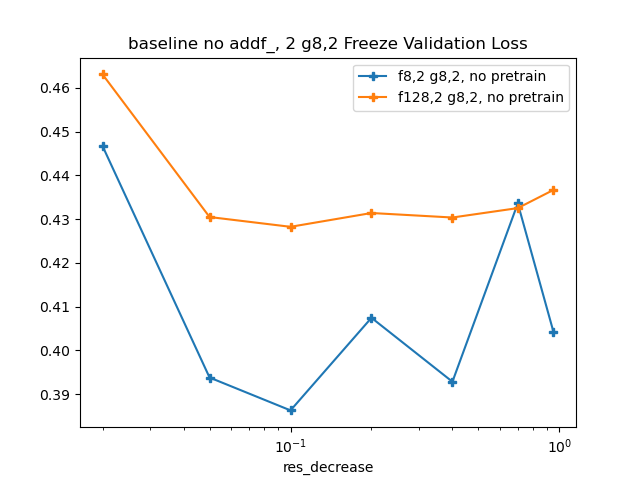 baseline no addf_, 2 g8,2 Freeze Validation Loss
f8,2 g8,2, no pretrain
f128,2 g8,2, no pretrain
0.46
0.45
0.44
0.43
0.42
0.41
0.40
0.39
10⁻¹
10⁰
res_decrease